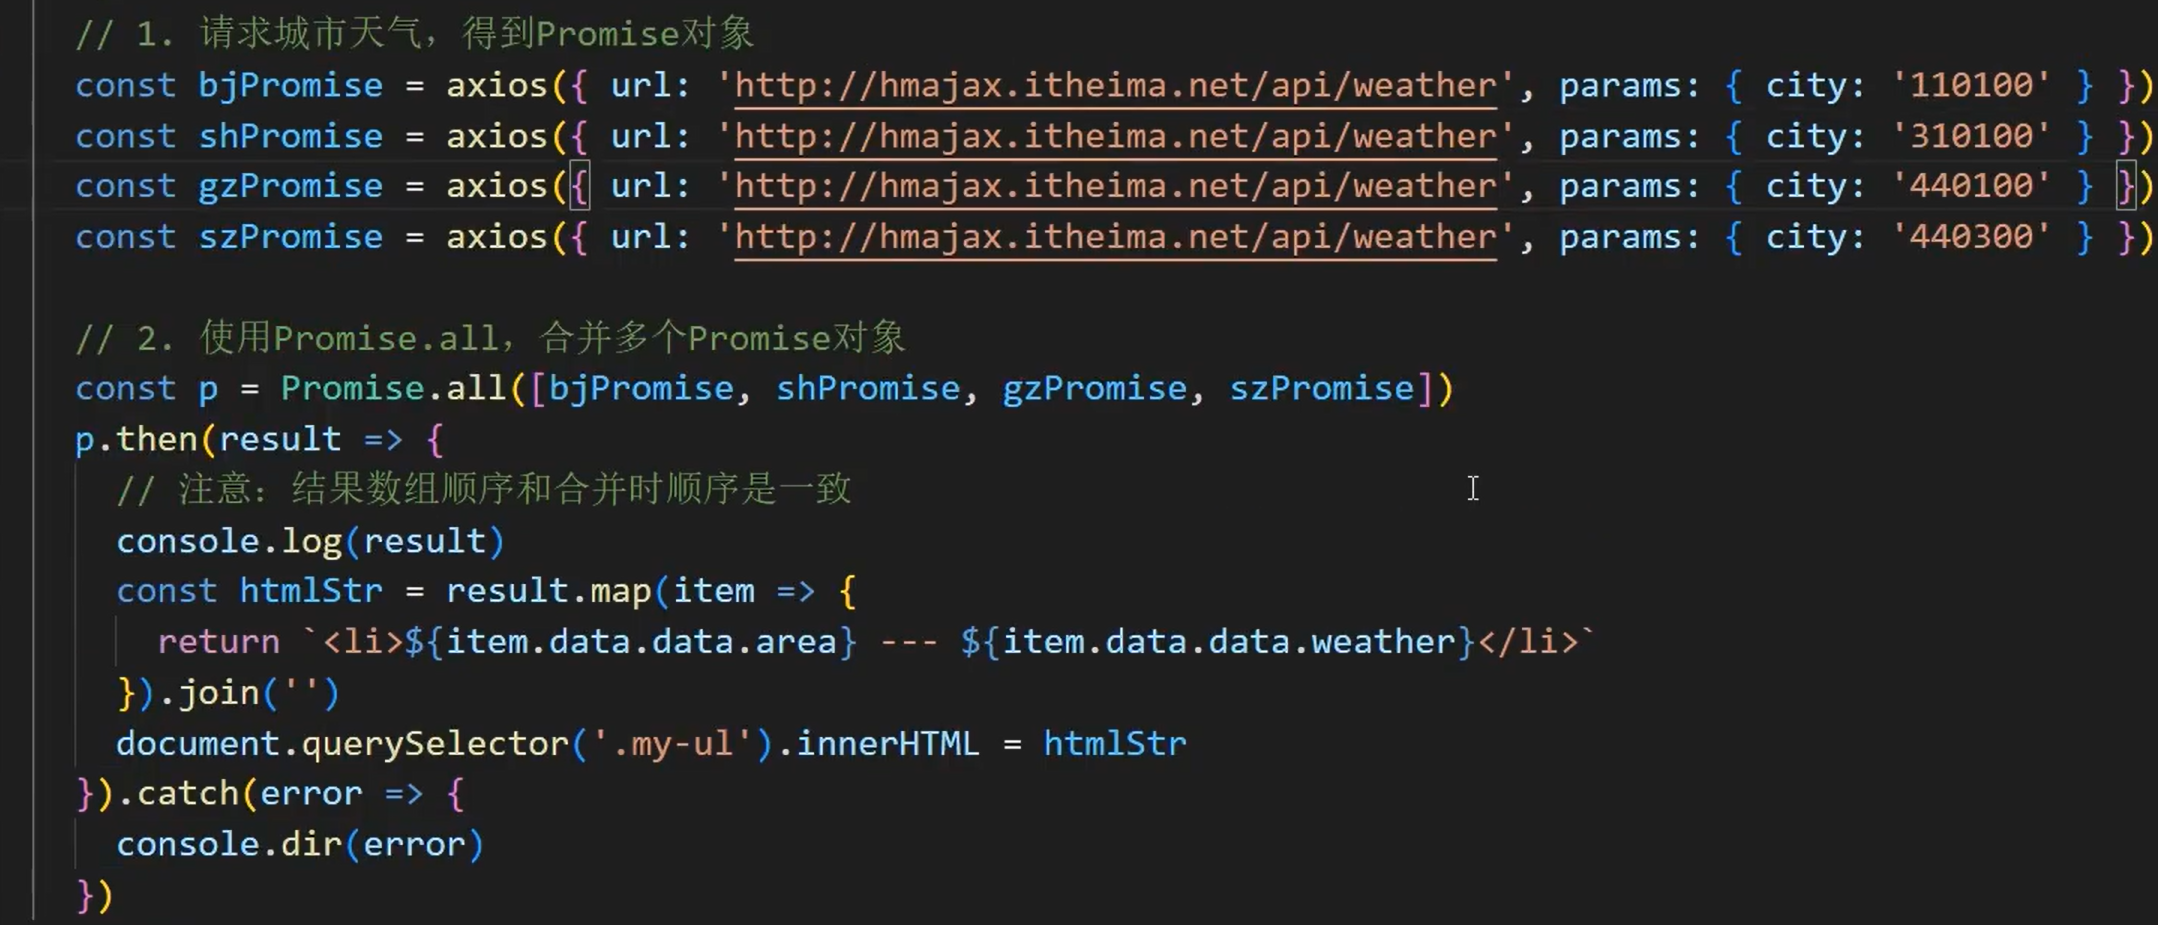 // 1. 请求城市天气，得到Promise对象
const bjPromise = axios({ url: 'http://hmajax.itheima.net/api/weather', params: { city: '110100' } })
const shPromise = axios({ url: 'http://hmajax.itheima.net/api/weather', params: { city: '310100' } })
const gzPromise = axios({ url: 'http://hmajax.itheima.net/api/weather', params: { city: '440100' } })
const szPromise = axios({ url: 'http://hmajax.itheima.net/api/weather', params: { city: '440300' } })
// 2. 使用Promise.all，合并多个Promise对象
const p = Promise.all([bjPromise, shPromise, gzPromise, szPromise])
p.then(result => {
// 注意：结果数组顺序和合并时顺序是一致
console.log(result)
const htmlStr = result.map(item => {
return `<li>${item.data.data.area} --- ${item.data.data.weather}</li>`
}).join('')
document.querySelector('.my-ul').innerHTML = htmlStr
}).catch(error => {
console.dir(error)
})